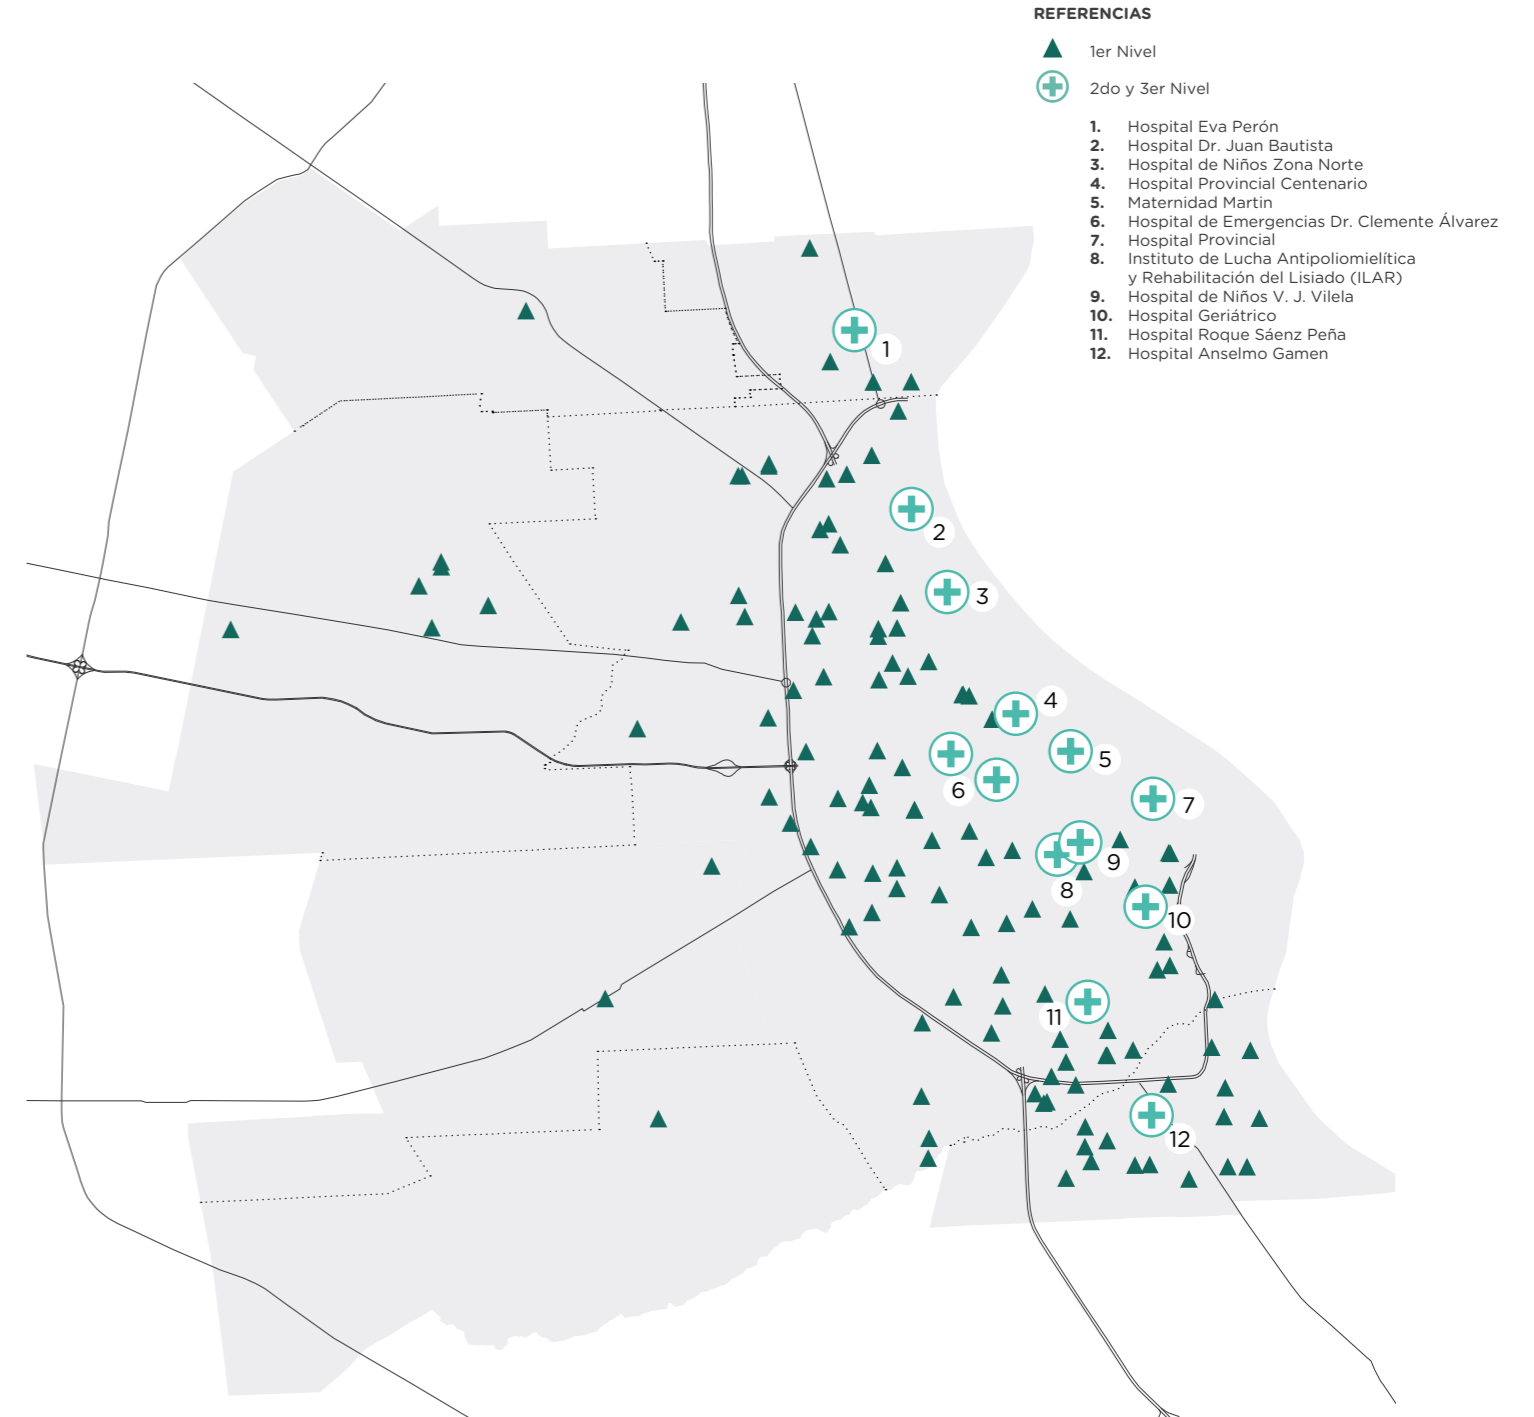 REFERENCIAS
1er Nivel
2do y 3er Nivel
1. Hospital Eva Perón
2. Hospital Dr. Juan Bautista
3. Hospital de Niños Zona Norte
4. Hospital Provincial Centenario
5. Maternidad Martin
6. Hospital de Emergencias Dr. Clemente Álvarez
7. Hospital Provincial
8. Instituto de Lucha Antipoliomielítica
y Rehabilitación del Lisiado (ILAR)
9. Hospital de Niños V. J. Vilela
10. Hospital Geriátrico
11. Hospital Roque Sáenz Peña
12. Hospital Anselmo Gamen
1
2
3
4
5
6
7
9
8
10
11
12